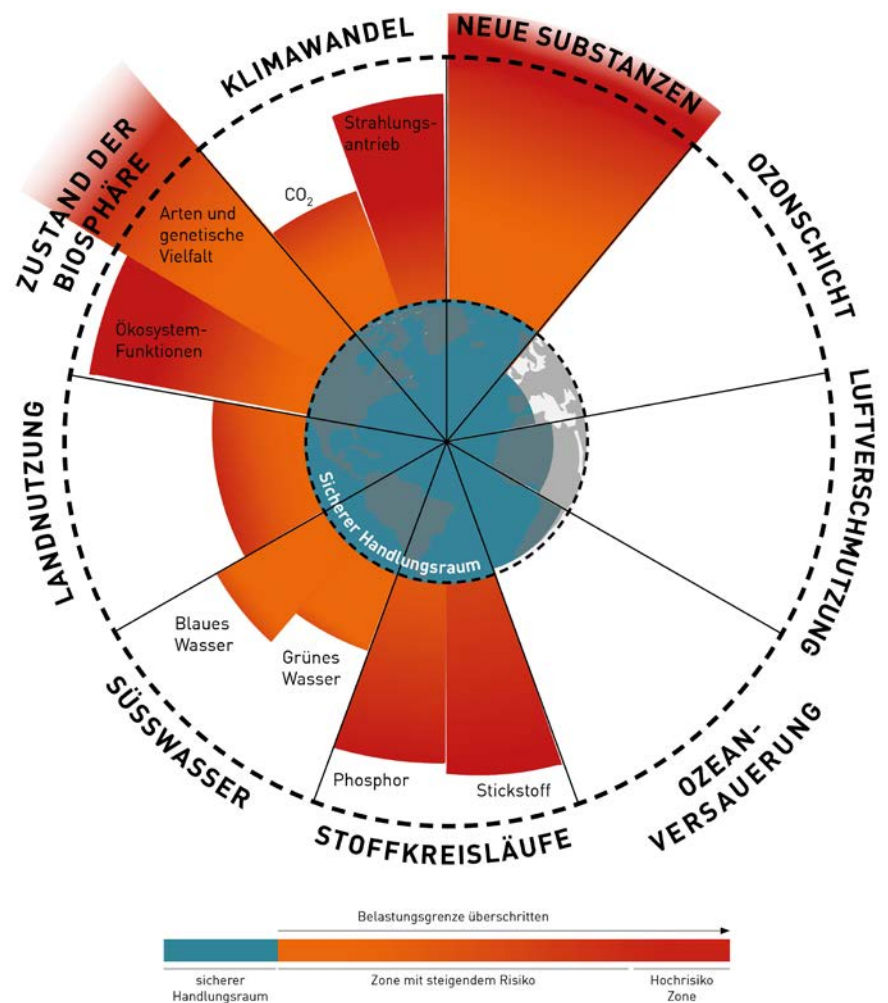 KLIMAWANDEL
NEUE SUBSTANZEN
Strahlungs-
antrieb
CO₂
ZUSTAND DER
BIOSPHÄRE
Arten und
genetische
Vielfalt
Ökosystem-
Funktionen
OZONSCHICHT
LUFTVERSCHMUTZUNG
LANDNUTZUNG
Sicherer Handlungsraum
Blaues
Wasser
Grünes
Wasser
SÜSSWASSER
Phosphor
Stickstoff
OZEAN-
VERSAUERUNG
STOFFKREISLÄUFE
Belastungsgrenze überschritten
sicherer
Handlungsraum
Zone mit steigendem Risiko
Hochrisiko
Zone